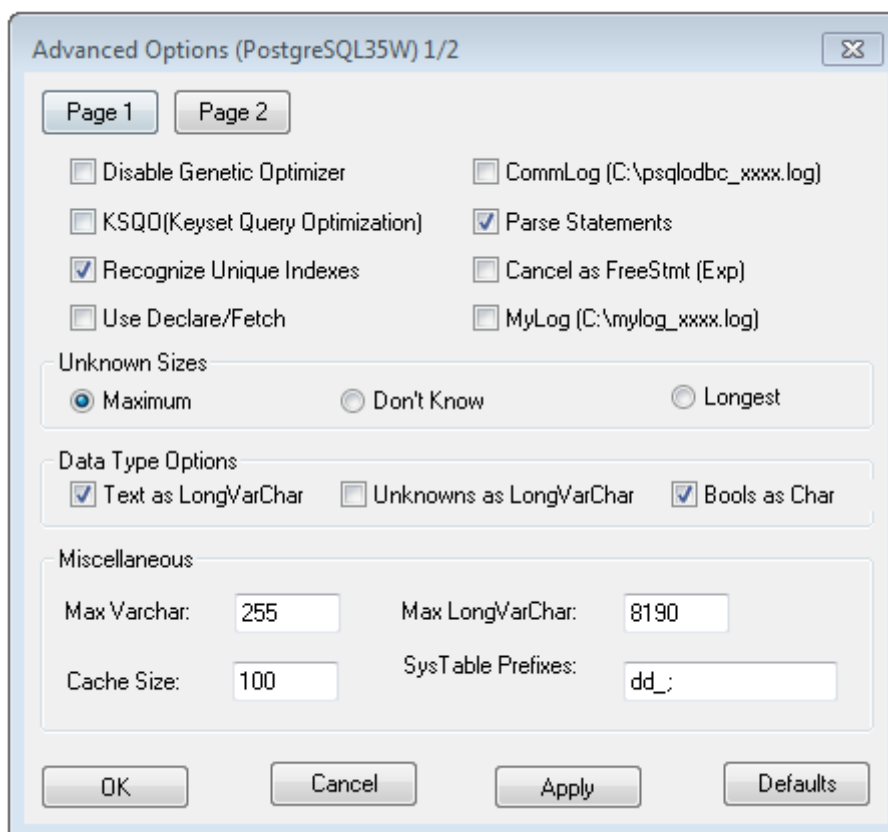 Advanced Options (PostgreSQL35W) 1/2
Page 1 Page 2
Disable Genetic Optimizer CommLog (C:\psqlodbc_xxxx.log)
KSQO(Keyset Query Optimization) Parse Statements
Recognize Unique Indexes Cancel as FreeStmt (Exp)
Use Declare/Fetch MyLog (C:\mylog_xxxx.log)
Unknown Sizes
Maximum Don't Know Longest
Data Type Options
Text as LongVarChar Unknowns as LongVarChar Bools as Char
Miscellaneous
Max Varchar: 255 Max LongVarChar: 8190
Cache Size: 100 SysTable Prefixes: dd_;
OK Cancel Apply Defaults